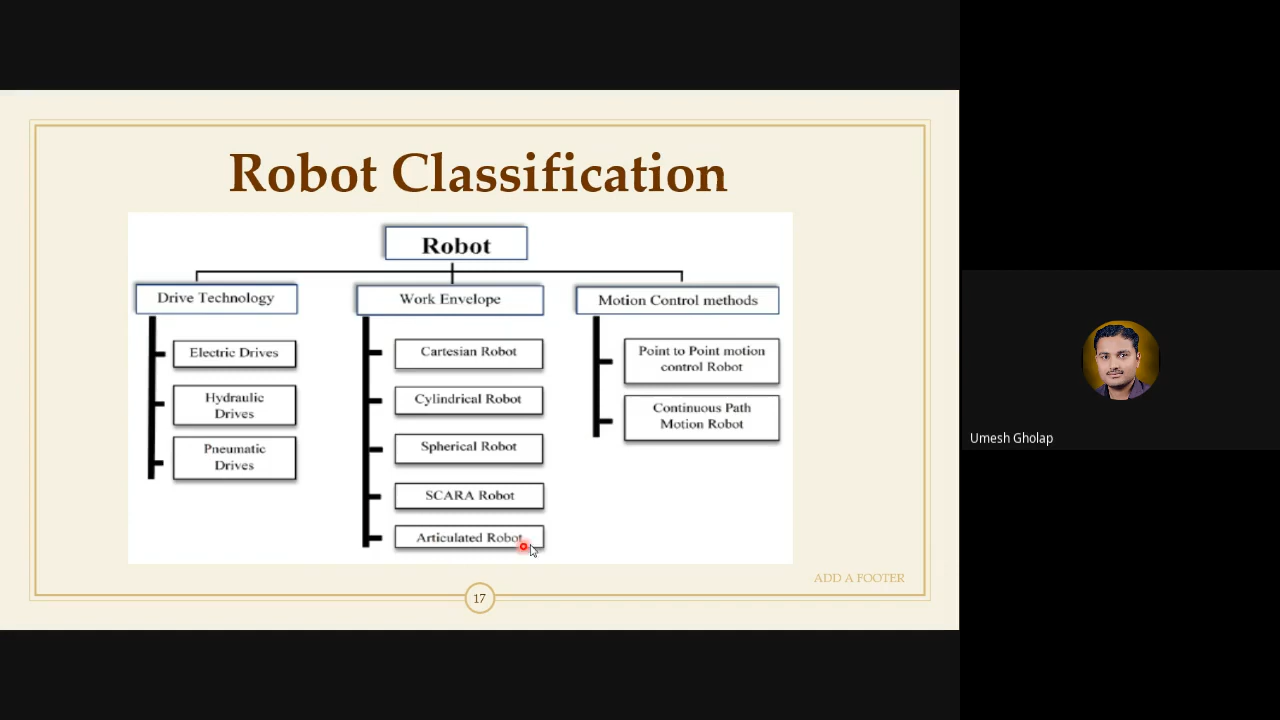 Robot Classification
Robot
Drive Technology
Electric Drives
Hydraulic
Drives
Pneumatic
Drives
Work Envelope
Cartesian Robot
Cylindrical Robot
Spherical Robot
SCARA Robot
Articulated Robot
Motion Control methods
Point to Point motion
control Robot
Continuous Path
Motion Robot
ADD A FOOTER
17
Umesh Gholap